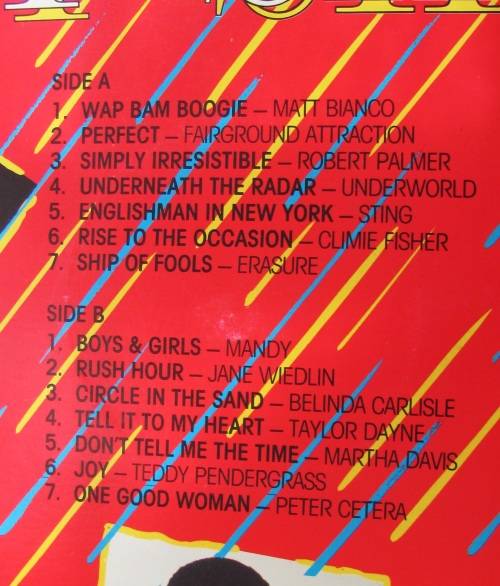 SIDE A
1. WAP BAM BOOGIE – MATT BIANCO
2. PERFECT – FAIRGROUND ATTRACTION
3. SIMPLY IRRESISTIBLE – ROBERT PALMER
4. UNDERNEATH THE RADAR – UNDERWORLD
5. ENGLISHMAN IN NEW YORK – STING
6. RISE TO THE OCCASION – CLIMIE FISHER
7. SHIP OF FOOLS – ERASURE
SIDE B
1. BOYS & GIRLS – MANDY
2. RUSH HOUR – JANE WIEDLIN
3. CIRCLE IN THE SAND – BELINDA CARLISLE
4. TELL IT TO MY HEART – TAYLOR DAYNE
5. DON'T TELL ME THE TIME – MARTHA DAVIS
6. JOY – TEDDY PENDERGRASS
7. ONE GOOD WOMAN – PETER CETERA